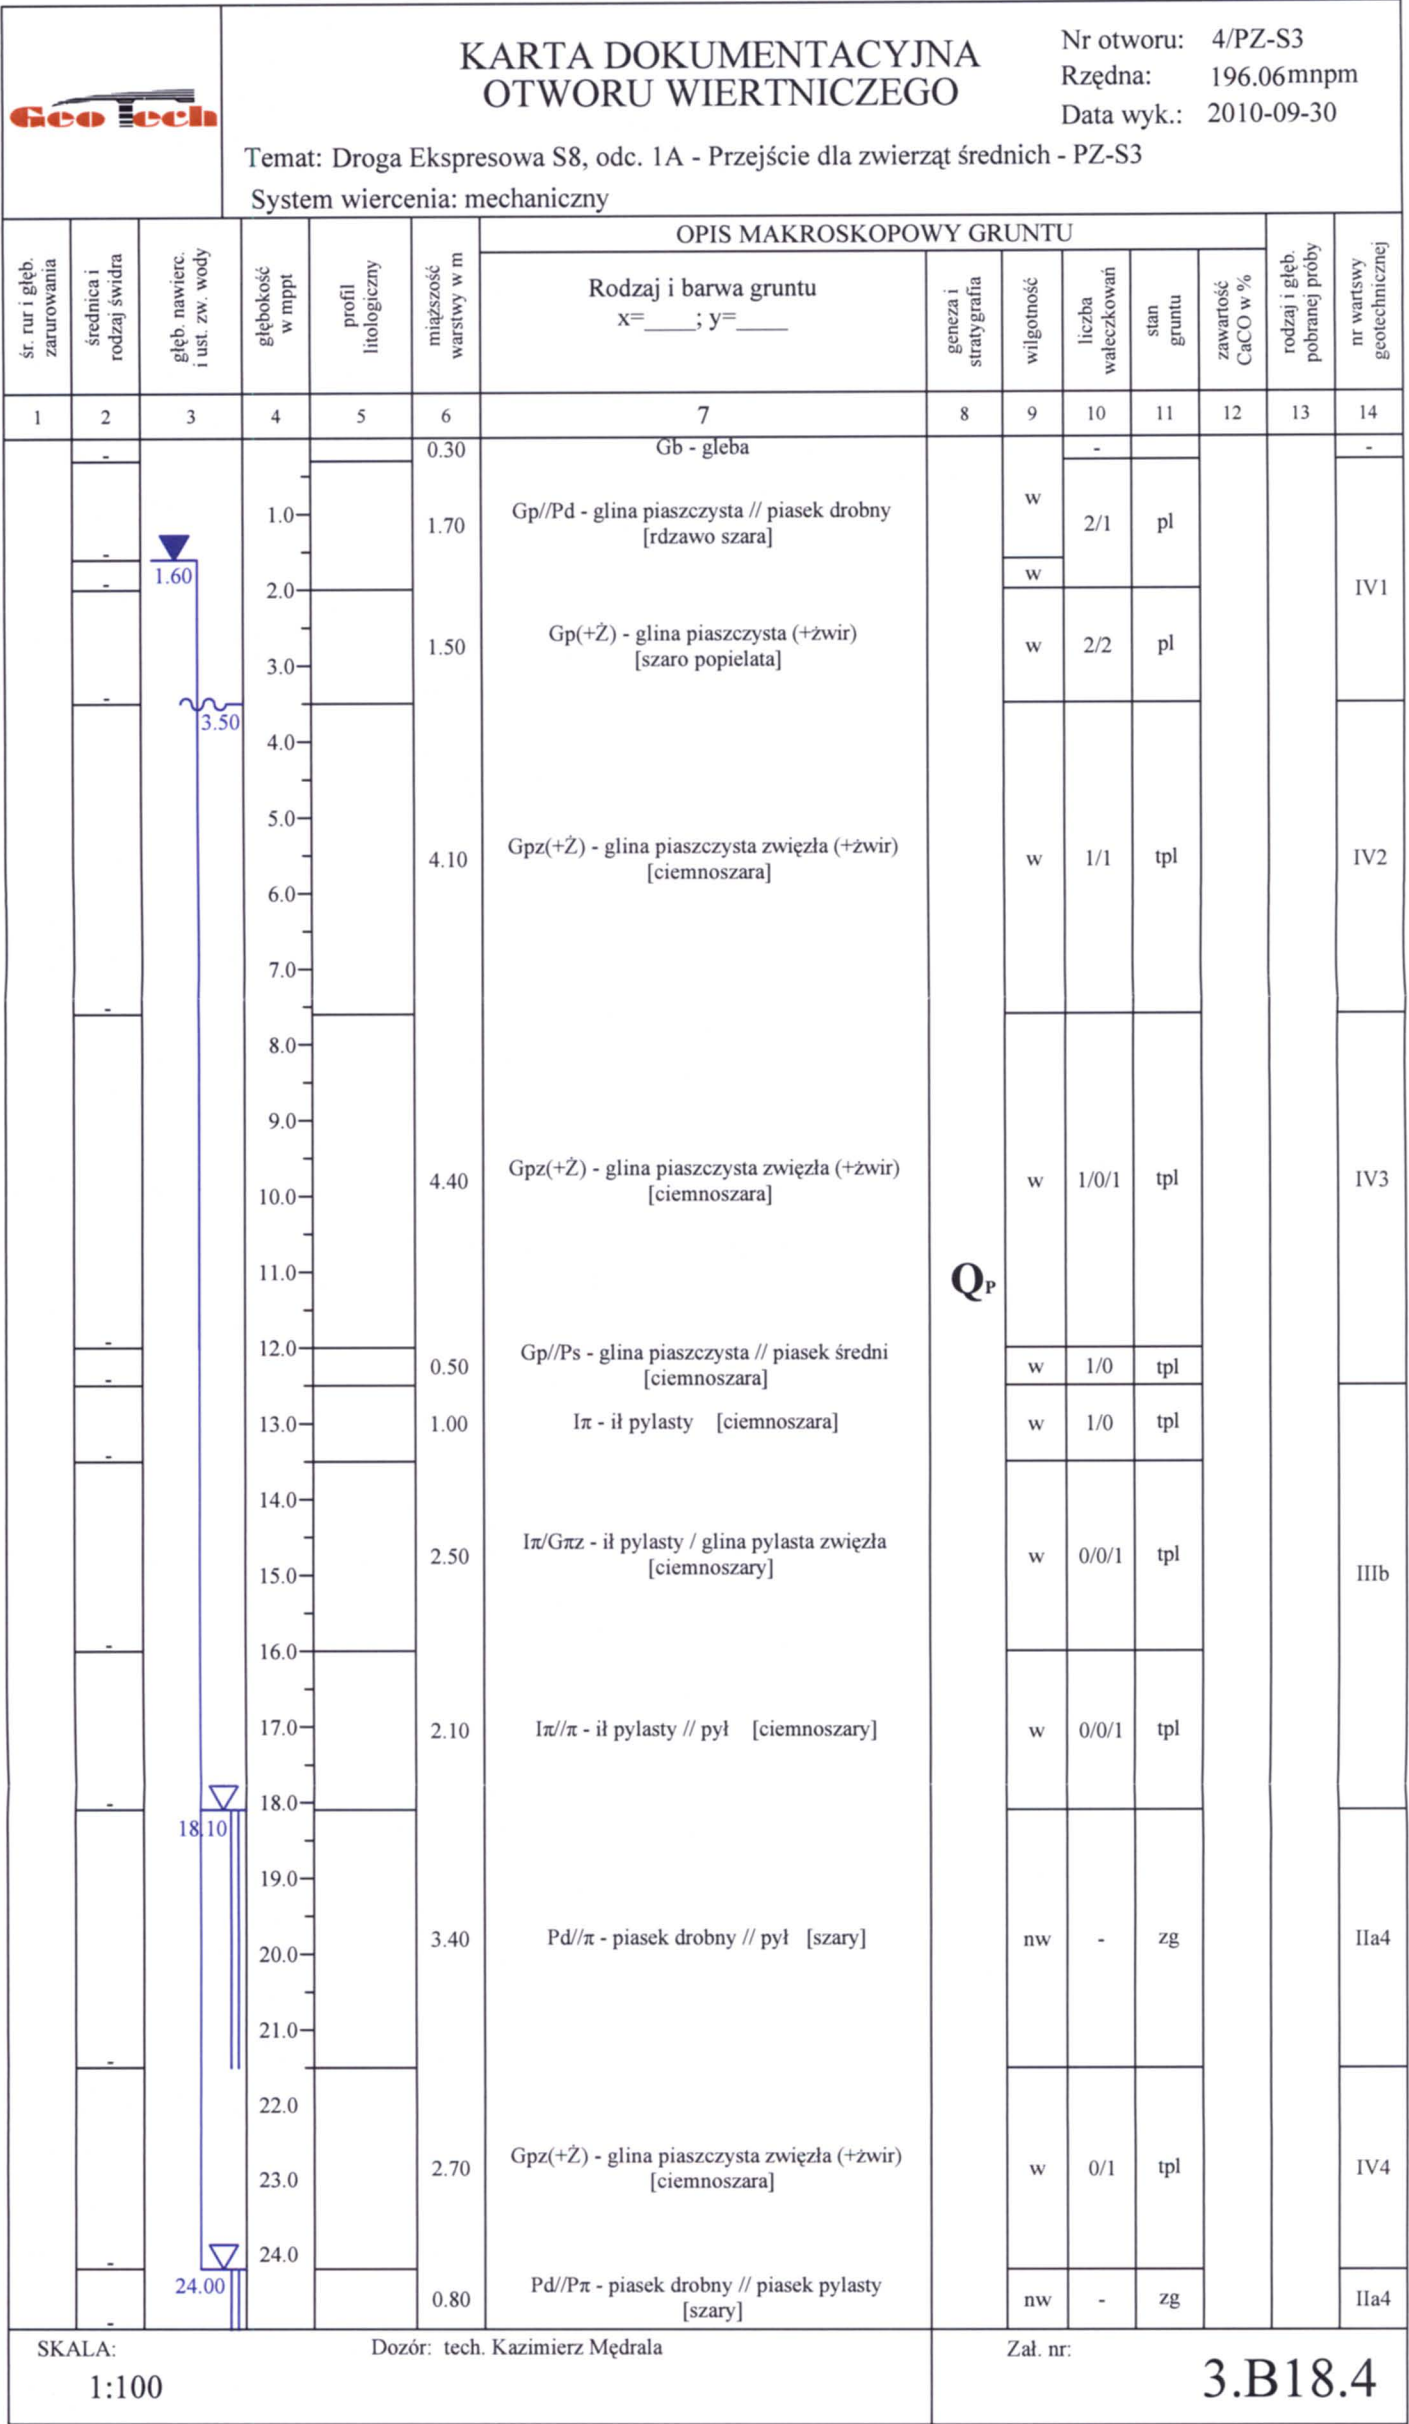 Geo Tech
KARTA DOKUMENTACYJNA
OTWORU WIERTNICZEGO
Nr otworu: 4/PZ-S3
Rzędna: 196.06mnpm
Data wyk.: 2010-09-30
Temat: Droga Ekspresowa S8, odc. 1A - Przejście dla zwierząt średnich - PZ-S3
System wiercenia: mechaniczny
śr. rur i głęb.
zarurowania
średnica i
rodzaj świdra
głęb. nawierc.
i ust. zw. wody
głębokość
w mppt
profil
litologiczny
miąższość
warstwy w m
OPIS MAKROSKOPOWY GRUNTU
Rodzaj i barwa gruntu
x=____; y=____
geneza i
stratygrafia
wilgotność
liczba
wałeczkowań
stan
gruntu
zawartość
CaCO w %
rodzaj i głęb.
pobranej próby
nr wartswy
geotechnicznej
1 2 3 4 5 6 7 8 9 10 11 12 13 14
- 0.30 Gb - gleba - -
1.0 1.70 Gp//Pd - glina piaszczysta // piasek drobny
[rdzawo szara]
w 2/1 pl
- 1.60 w
- 2.0 IV1
1.50 Gp(+Ż) - glina piaszczysta (+żwir)
[szaro popielata]
w 2/2 pl
3.0
- 3.50
4.0
5.0
4.10 Gpz(+Ż) - glina piaszczysta zwięzła (+żwir)
[ciemnoszara]
w 1/1 tpl IV2
6.0
7.0
-
8.0
9.0
4.40 Gpz(+Ż) - glina piaszczysta zwięzła (+żwir)
[ciemnoszara]
w 1/0/1 tpl IV3
10.0
11.0
QP
- 12.0
0.50 Gp//Ps - glina piaszczysta // piasek średni
[ciemnoszara]
w 1/0 tpl
-
13.0 1.00 Iπ - ił pylasty [ciemnoszara] w 1/0 tpl
-
14.0
2.50 Iπ/Gπz - ił pylasty / glina pylasta zwięzła
[ciemnoszary]
w 0/0/1 tpl
15.0 IIIb
- 16.0
17.0 2.10 Iπ//π - ił pylasty // pył [ciemnoszary] w 0/0/1 tpl
- 18.0
18.10
19.0
3.40 Pd//π - piasek drobny // pył [szary] nw - zg IIa4
20.0
21.0
-
22.0
2.70 Gpz(+Ż) - glina piaszczysta zwięzła (+żwir)
[ciemnoszara]
w 0/1 tpl IV4
23.0
24.0
-
24.00
0.80 Pd//Pπ - piasek drobny // piasek pylasty
[szary]
nw - zg IIa4
-
SKALA:
1:100
Dozór: tech. Kazimierz Mędrala
Zał. nr:
3.B18.4